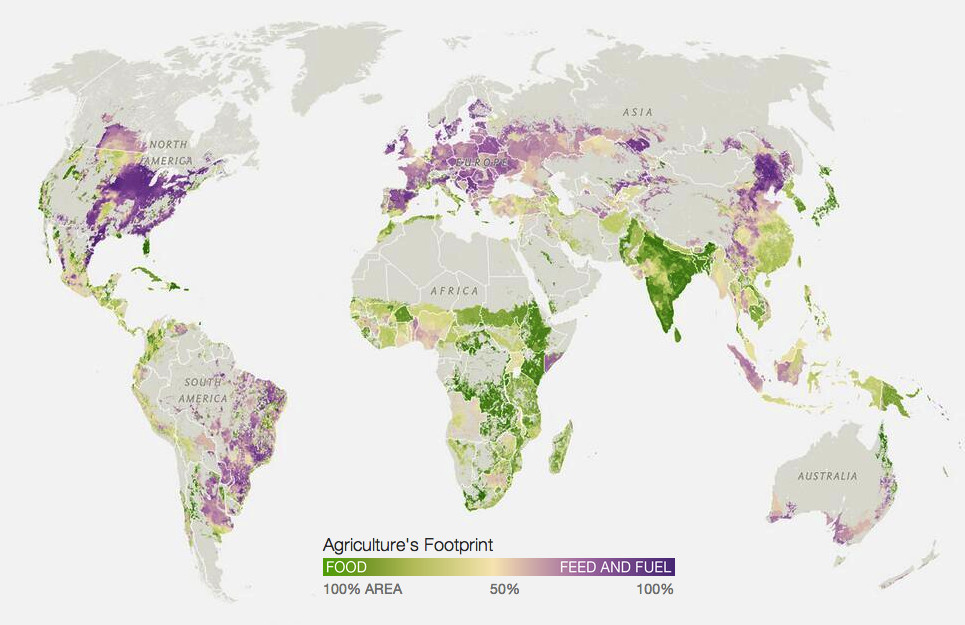 ASIA
NORTH
AMERICA
EUROPE
AFRICA
SOUTH
AMERICA
AUSTRALIA
Agriculture's Footprint
FOOD FEED AND FUEL
100% AREA 50% 100%